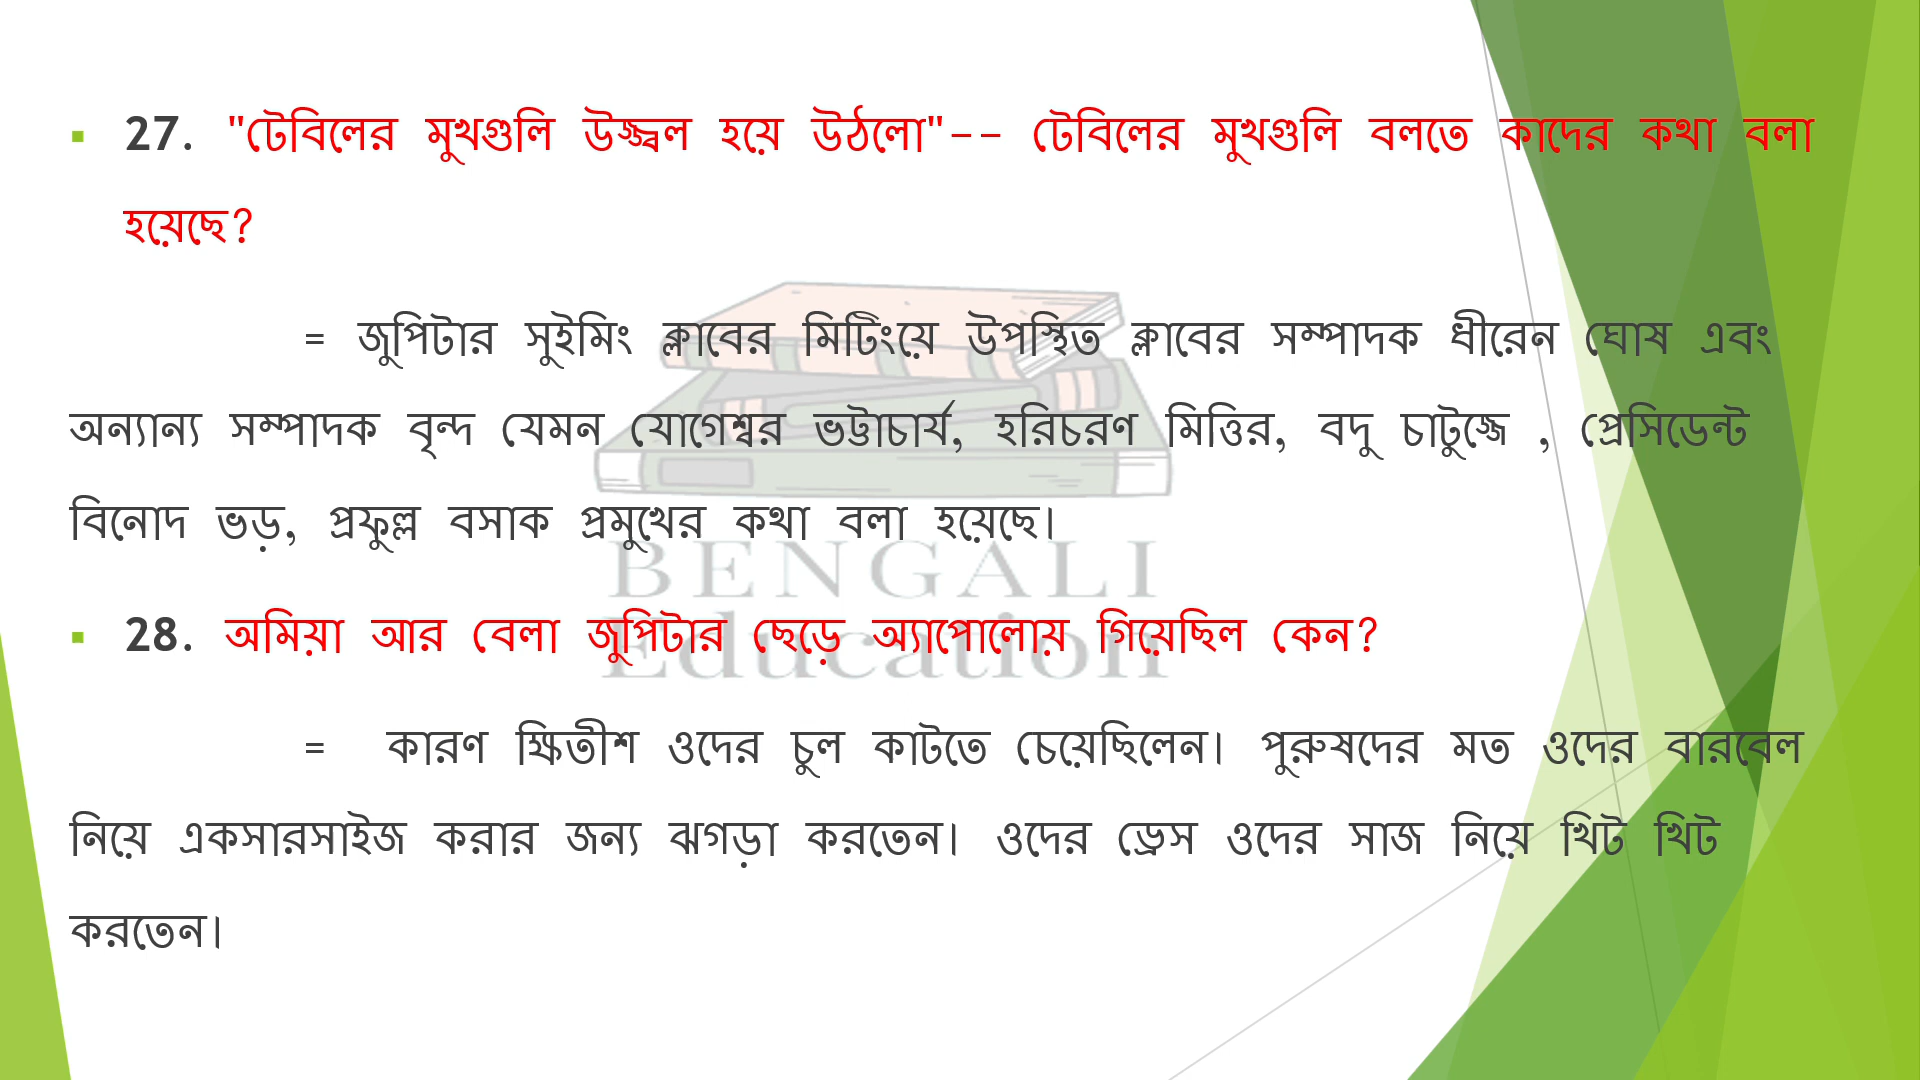 27. "টেবিলের মুখগুলি উজ্জ্বল হয়ে উঠলো"-- টেবিলের মুখগুলি বলতে কাদের কথা বলা
হয়েছে?
= জুপিটার সুইমিং ক্লাবের মিটিংয়ে উপস্থিত ক্লাবের সম্পাদক ধীরেন ঘোষ এবং
অন্যান্য সম্পাদক বৃন্দ যেমন যোগেশ্বর ভট্টাচার্য, হরিচরণ মিত্তির, বদু চাটুজ্জে , প্রেসিডেন্ট
বিনোদ ভড়, প্রফুল্ল বসাক প্রমুখের কথা বলা হয়েছে।
BENGALI
28. অমিয়া আর বেলা জুপিটার ছেড়ে অ্যাপোলোয় গিয়েছিল কেন?
Education
= কারণ ক্ষিতীশ ওদের চুল কাটতে চেয়েছিলেন। পুরুষদের মত ওদের বারবেল
নিয়ে একসারসাইজ করার জন্য ঝগড়া করতেন। ওদের ড্রেস ওদের সাজ নিয়ে খিট খিট
করতেন।